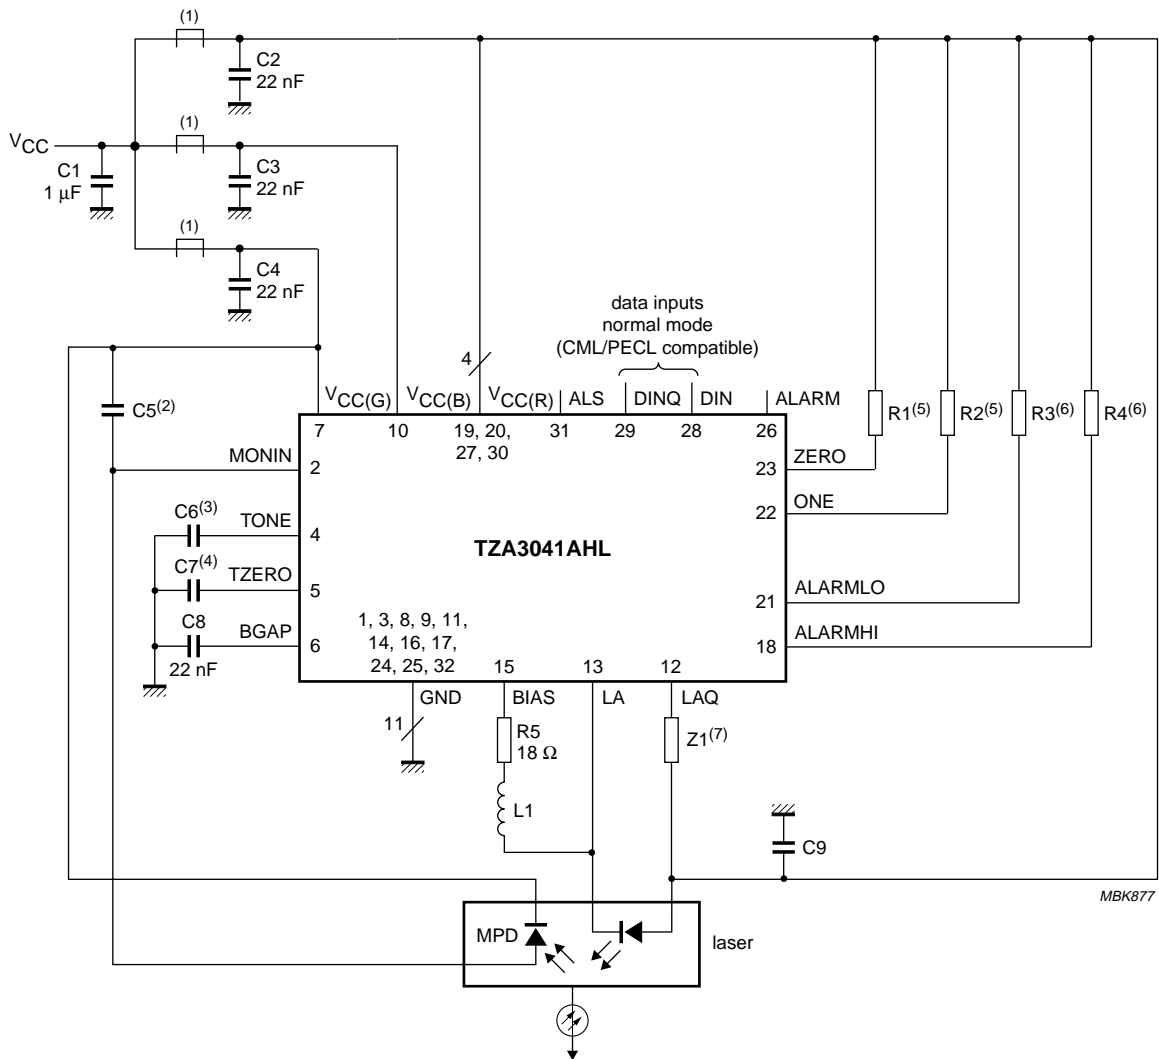 (1)
C2
22 nF
(1)
VCC
C1
1 μF
C3
22 nF
(1)
C4
22 nF
data inputs
normal mode
(CML/PECL compatible)
4
C5(2)
VCC(G)
VCC(B)
VCC(R)
ALS
DINQ
DIN
ALARM
R1(5)
R2(5)
R3(6)
R4(6)
7
10
19, 20,
27, 30
31
29
28
26
MONIN
2
23
ZERO
C6(3)
TONE
4
22
ONE
TZA3041AHL
C7(4)
TZERO
5
21
ALARMLO
C8
22 nF
BGAP
6
1, 3, 8, 9, 11,
14, 16, 17,
24, 25, 32
15
13
12
18
ALARMHI
GND
BIAS
LA
LAQ
11
R5
18 Ω
Z1(7)
L1
C9
MBK877
MPD
laser